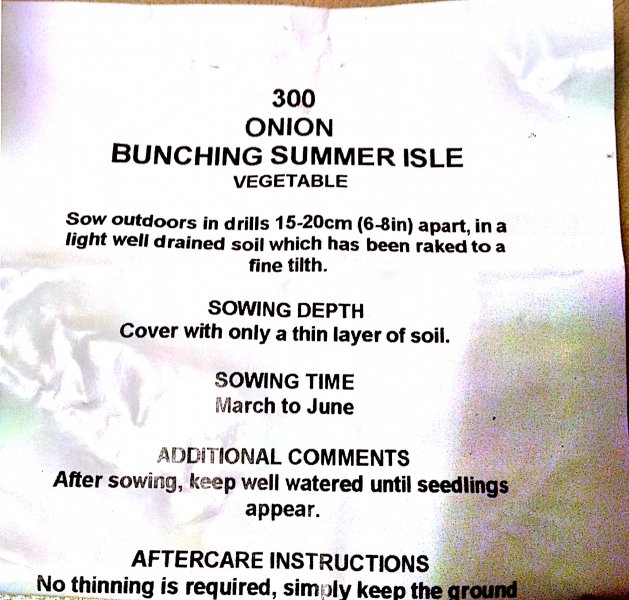 300
ONION
BUNCHING SUMMER ISLE
VEGETABLE
Sow outdoors in drills 15-20cm (6-8in) apart, in a
light well drained soil which has been raked to a
fine tilth.
SOWING DEPTH
Cover with only a thin layer of soil.
SOWING TIME
March to June
ADDITIONAL COMMENTS
After sowing, keep well watered until seedlings
appear.
AFTERCARE INSTRUCTIONS
No thinning is required, simply keep the ground